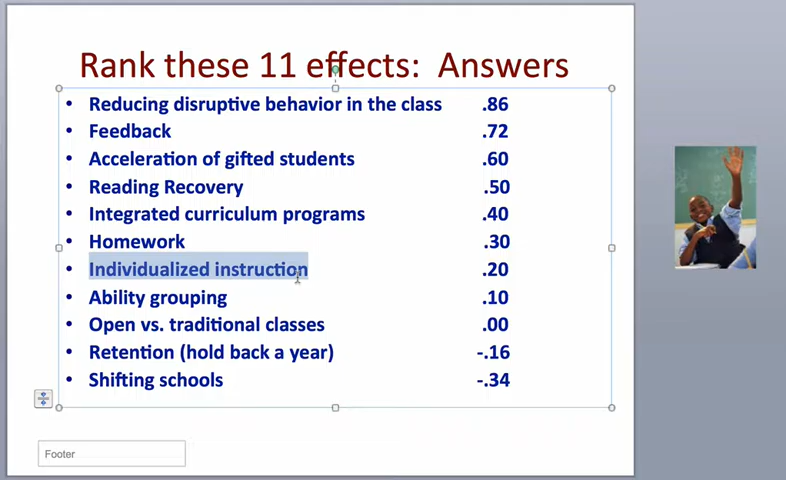 Rank these 11 effects: Answers
• Reducing disruptive behavior in the class .86
• Feedback .72
• Acceleration of gifted students .60
• Reading Recovery .50
• Integrated curriculum programs .40
• Homework .30
• Individualized instruction .20
• Ability grouping .10
• Open vs. traditional classes .00
• Retention (hold back a year) -.16
• Shifting schools -.34
Footer